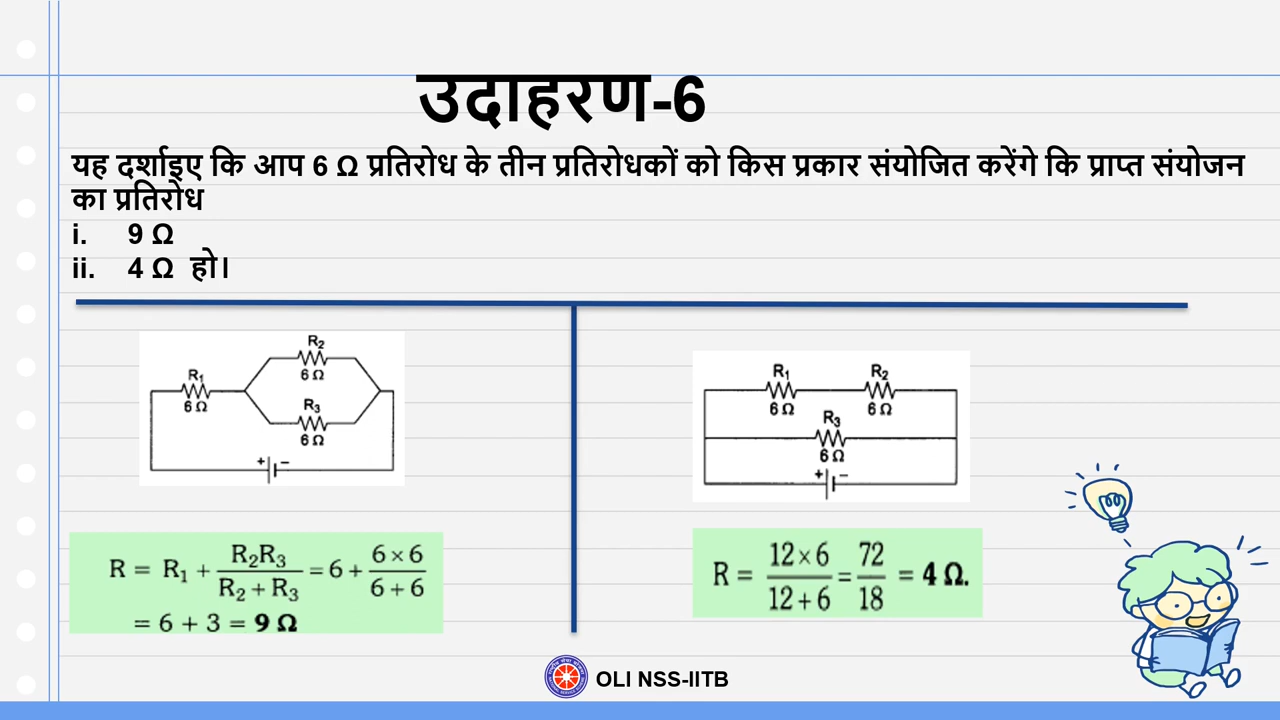 उदाहरण-6
यह दर्शाइए कि आप 6 Ω प्रतिरोध के तीन प्रतिरोधकों को किस प्रकार संयोजित करेंगे कि प्राप्त संयोजन
का प्रतिरोध
i. 9 Ω
ii. 4 Ω हो।
R₂
6 Ω
R₁
6 Ω
R₃
6 Ω
+ −
R = R₁ + R₂R₃ / R₂ + R₃ = 6 + 6 × 6 / 6 + 6
= 6 + 3 = 9 Ω
R₁ R₂
6 Ω 6 Ω
R₃
6 Ω
+ −
R = 12 × 6 / 12 + 6 = 72 / 18 = 4 Ω.
OLI NSS-IITB